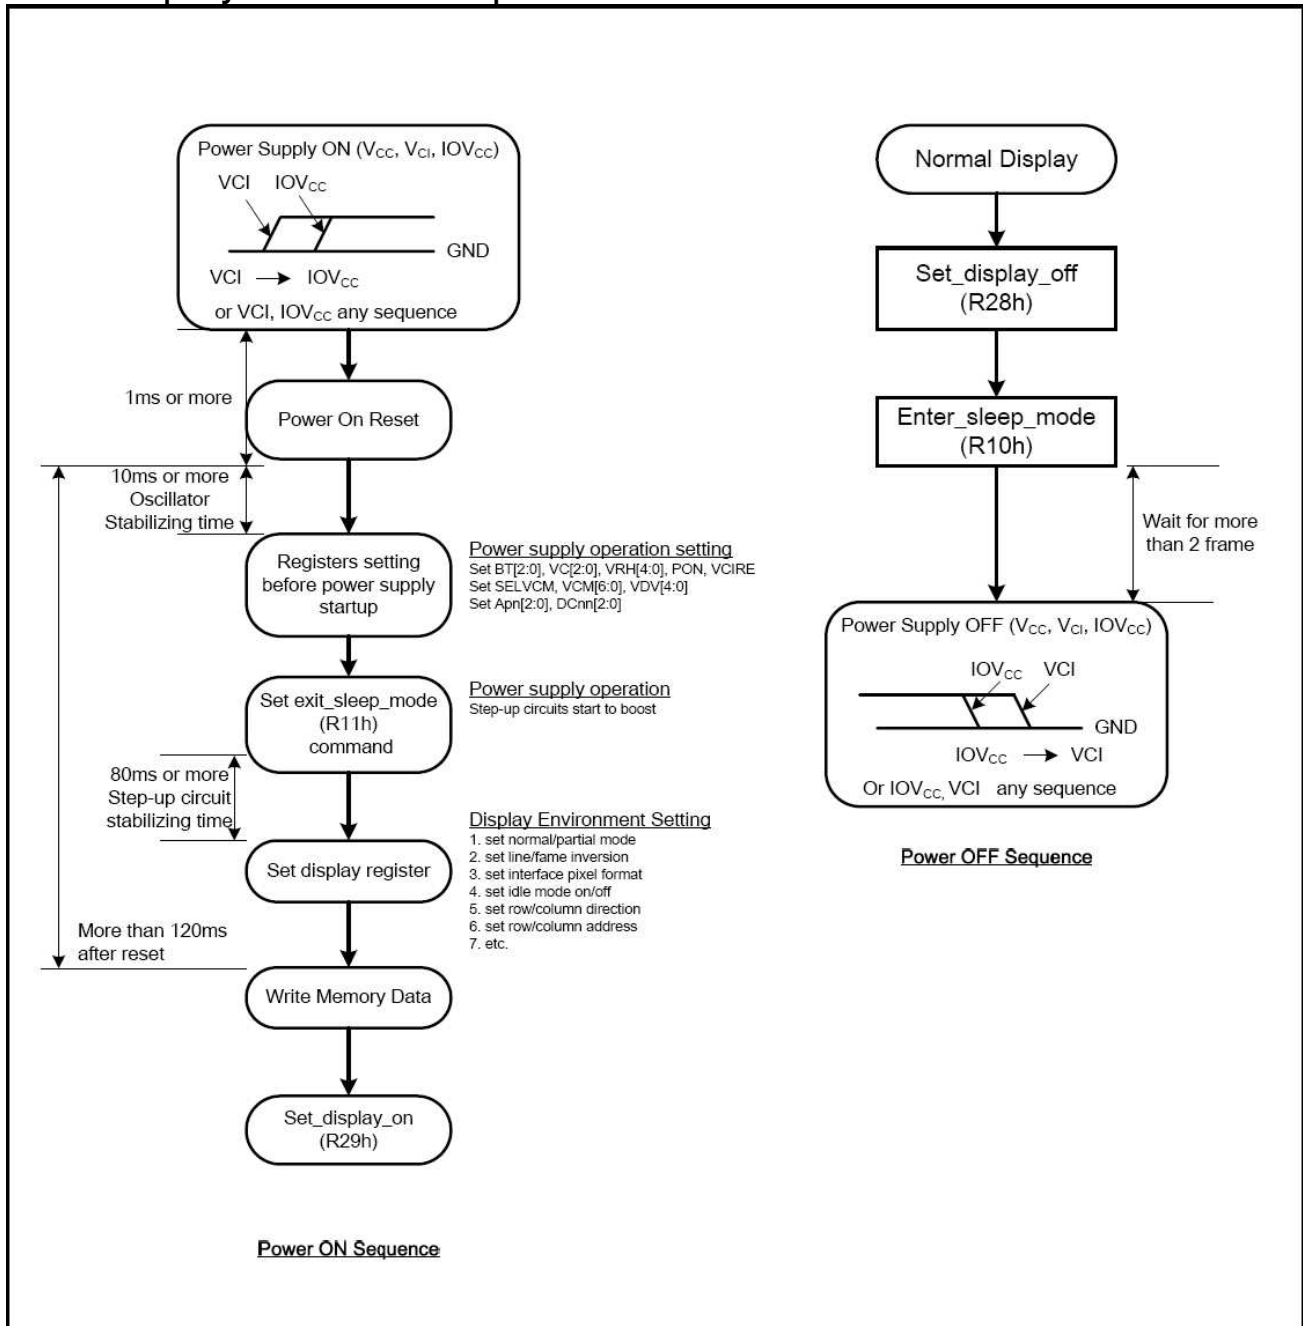 Power Supply ON (VCC, VCI, IOVCC)
VCI IOVCC
GND
VCI IOVCC
or VCI, IOVCC any sequence
1ms or more
Power On Reset
10ms or more
Oscillator
Stabilizing time
Registers setting
before power supply
startup
Power supply operation setting
Set BT[2:0], VC[2:0], VRH[4:0], PON, VCIRE
Set SELVCM, VCM[6:0], VDV[4:0]
Set Apn[2:0], DCnn[2:0]
Set exit_sleep_mode
(R11h)
command
Power supply operation
Step-up circuits start to boost
80ms or more
Step-up circuit
stabilizing time
Set display register
Display Environment Setting
1. set normal/partial mode
2. set line/fame inversion
3. set interface pixel format
4. set idle mode on/off
5. set row/column direction
6. set row/column address
7. etc.
More than 120ms
after reset
Write Memory Data
Set_display_on
(R29h)
Power ON Sequence
Normal Display
Set_display_off
(R28h)
Enter_sleep_mode
(R10h)
Wait for more
than 2 frame
Power Supply OFF (VCC, VCI, IOVCC)
IOVCC VCI
GND
IOVCC VCI
Or IOVCC, VCI any sequence
Power OFF Sequence